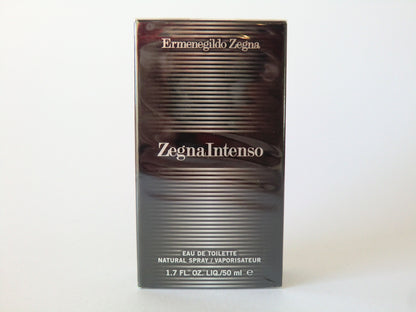 Ermenegildo Zegna
ZegnaIntenso
EAU DE TOILETTE
NATURAL SPRAY / VAPORISATEUR
1.7 FL. OZ. LIQ./50 ml ℮